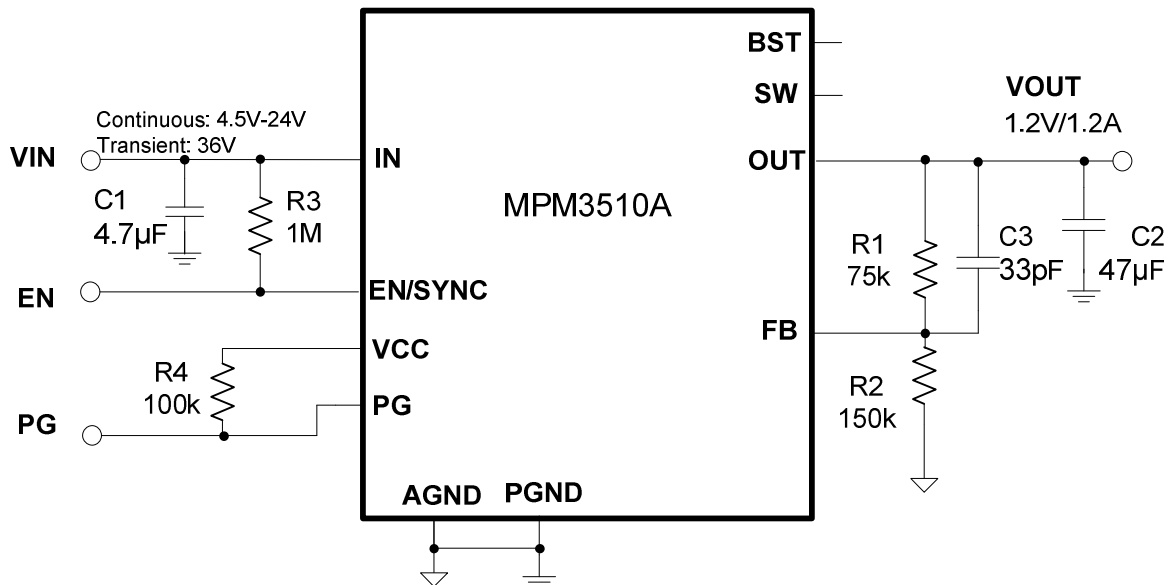 BST
SW
VOUT
1.2V/1.2A
Continuous: 4.5V-24V
Transient: 36V
VIN
IN
OUT
MPM3510A
C1
4.7µF
R3
1M
R1
75k
C3
33pF
C2
47µF
EN
EN/SYNC
FB
VCC
R4
100k
R2
150k
PG
PG
AGND
PGND